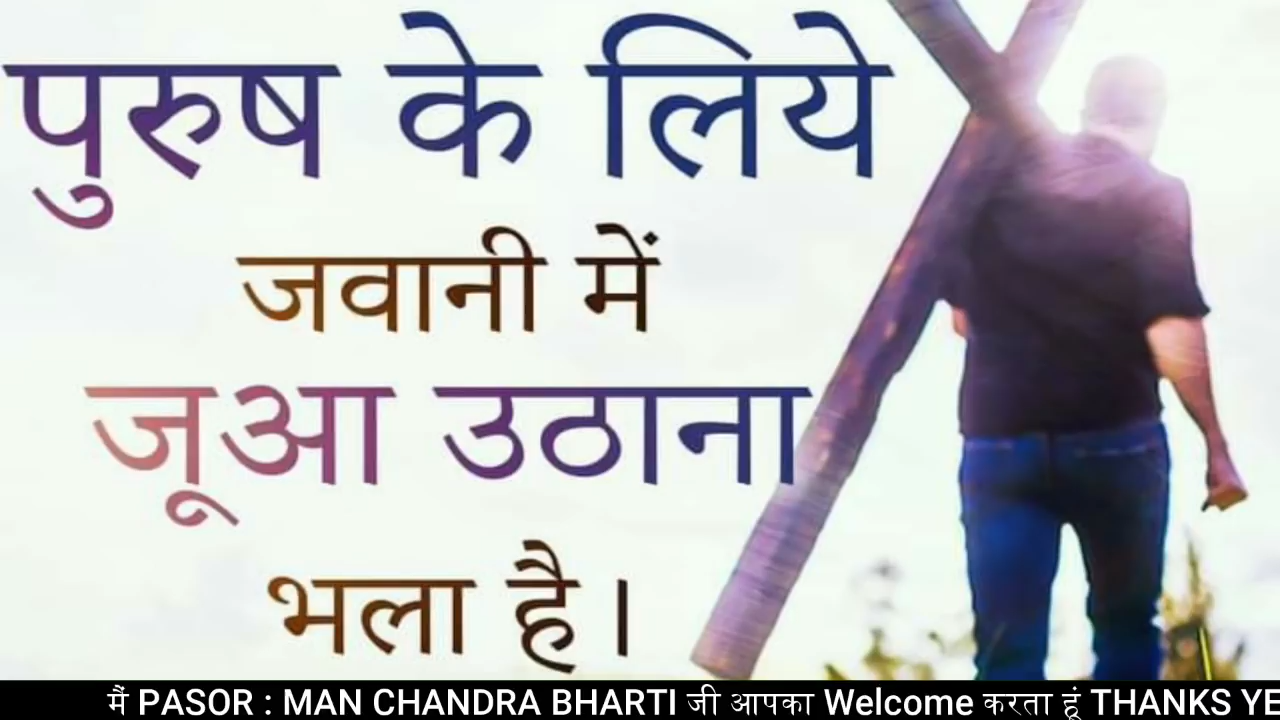 पुरुष के लिये
जवानी में
जूआ उठाना
भला है।
मैं PASOR : MAN CHANDRA BHARTI जी आपका Welcome करता हूं THANKS YE